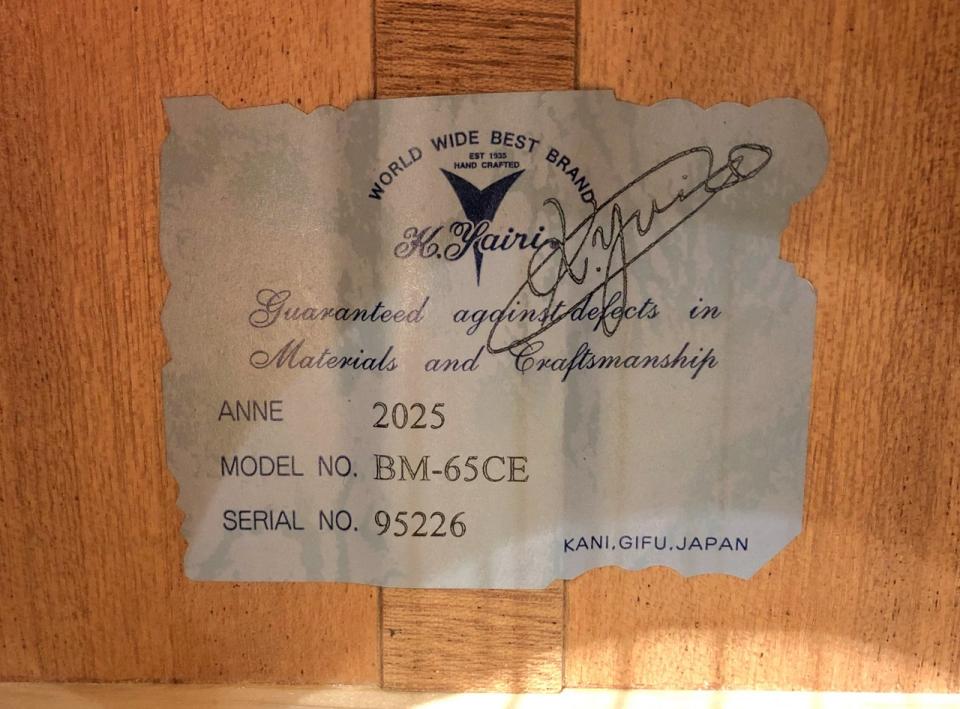 WORLD WIDE BEST BRAND
EST 1935
HAND CRAFTED
K.Yairi
K.Yairi
Guaranteed against defects in
Materials and Craftsmanship
ANNE 2025
MODEL NO. BM-65CE
SERIAL NO. 95226
KANI,GIFU,JAPAN